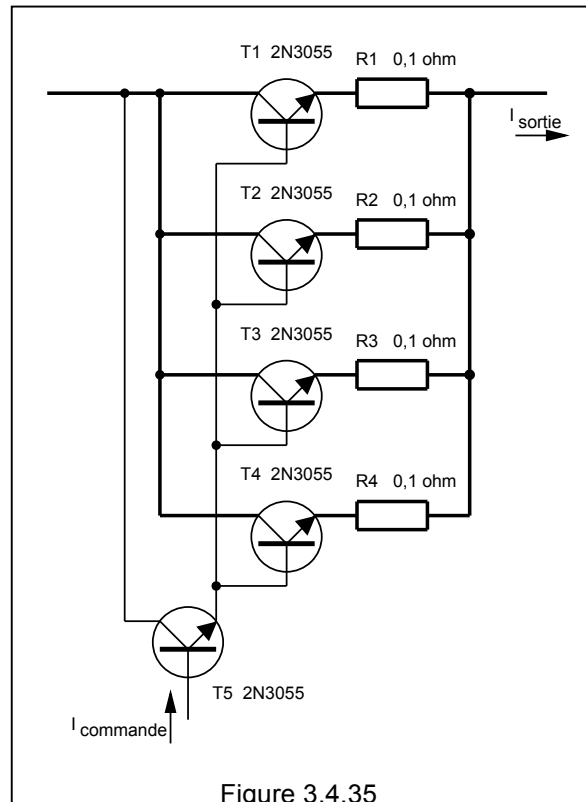 T1 2N3055
R1 0,1 ohm
I sortie
T2 2N3055
R2 0,1 ohm
T3 2N3055
R3 0,1 ohm
T4 2N3055
R4 0,1 ohm
T5 2N3055
I commande
Figure 3.4.35